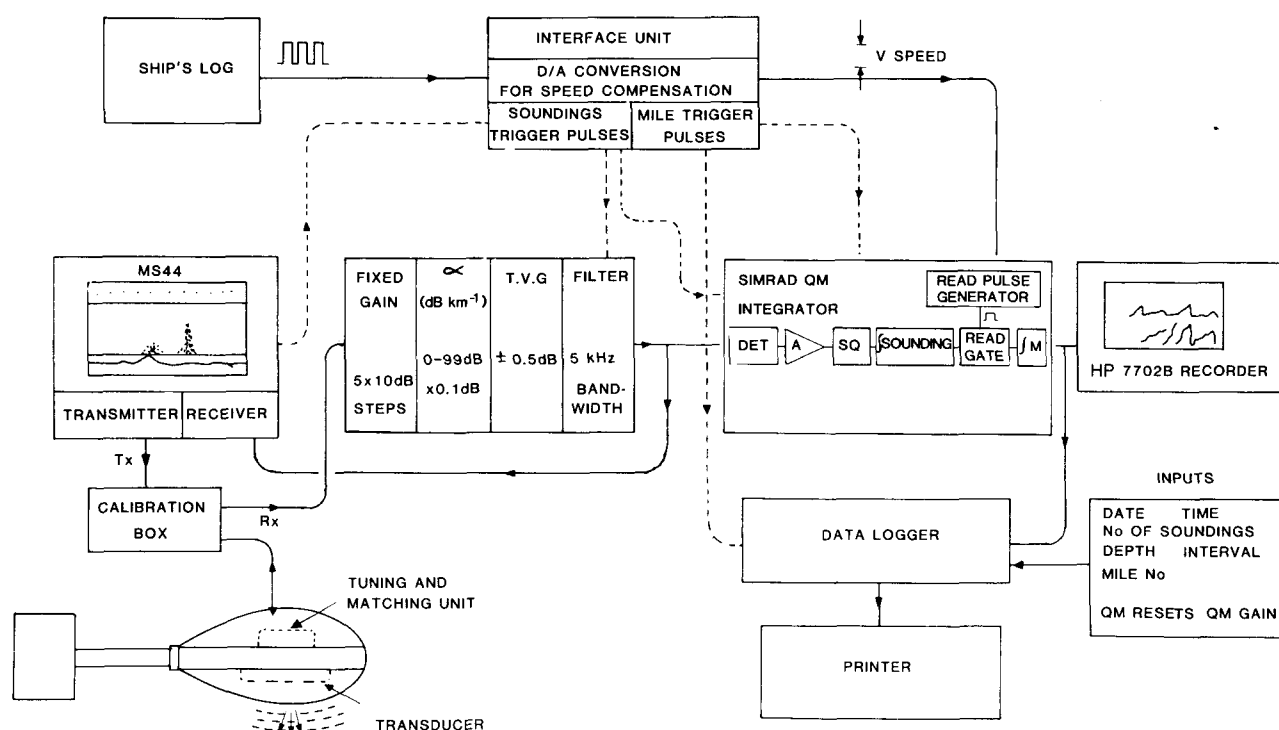 SHIP'S LOG
INTERFACE UNIT
D/A CONVERSION
FOR SPEED COMPENSATION
SOUNDINGS
TRIGGER PULSES
MILE TRIGGER
PULSES
V SPEED
MS44
TRANSMITTER
RECEIVER
Tx
CALIBRATION
BOX
Rx
FIXED
GAIN
5x10dB
STEPS
∝
(dB km⁻¹)
0-99dB
x0.1dB
T.V.G
± 0.5dB
FILTER
5 kHz
BAND-
WIDTH
SIMRAD QM
INTEGRATOR
READ PULSE
GENERATOR
DET
A
SQ
∫SOUNDING
READ
GATE
∫M
HP 7702B RECORDER
DATA LOGGER
PRINTER
INPUTS
DATE TIME
No OF SOUNDINGS
DEPTH INTERVAL
MILE No
QM RESETS QM GAIN
TUNING AND
MATCHING UNIT
TRANSDUCER